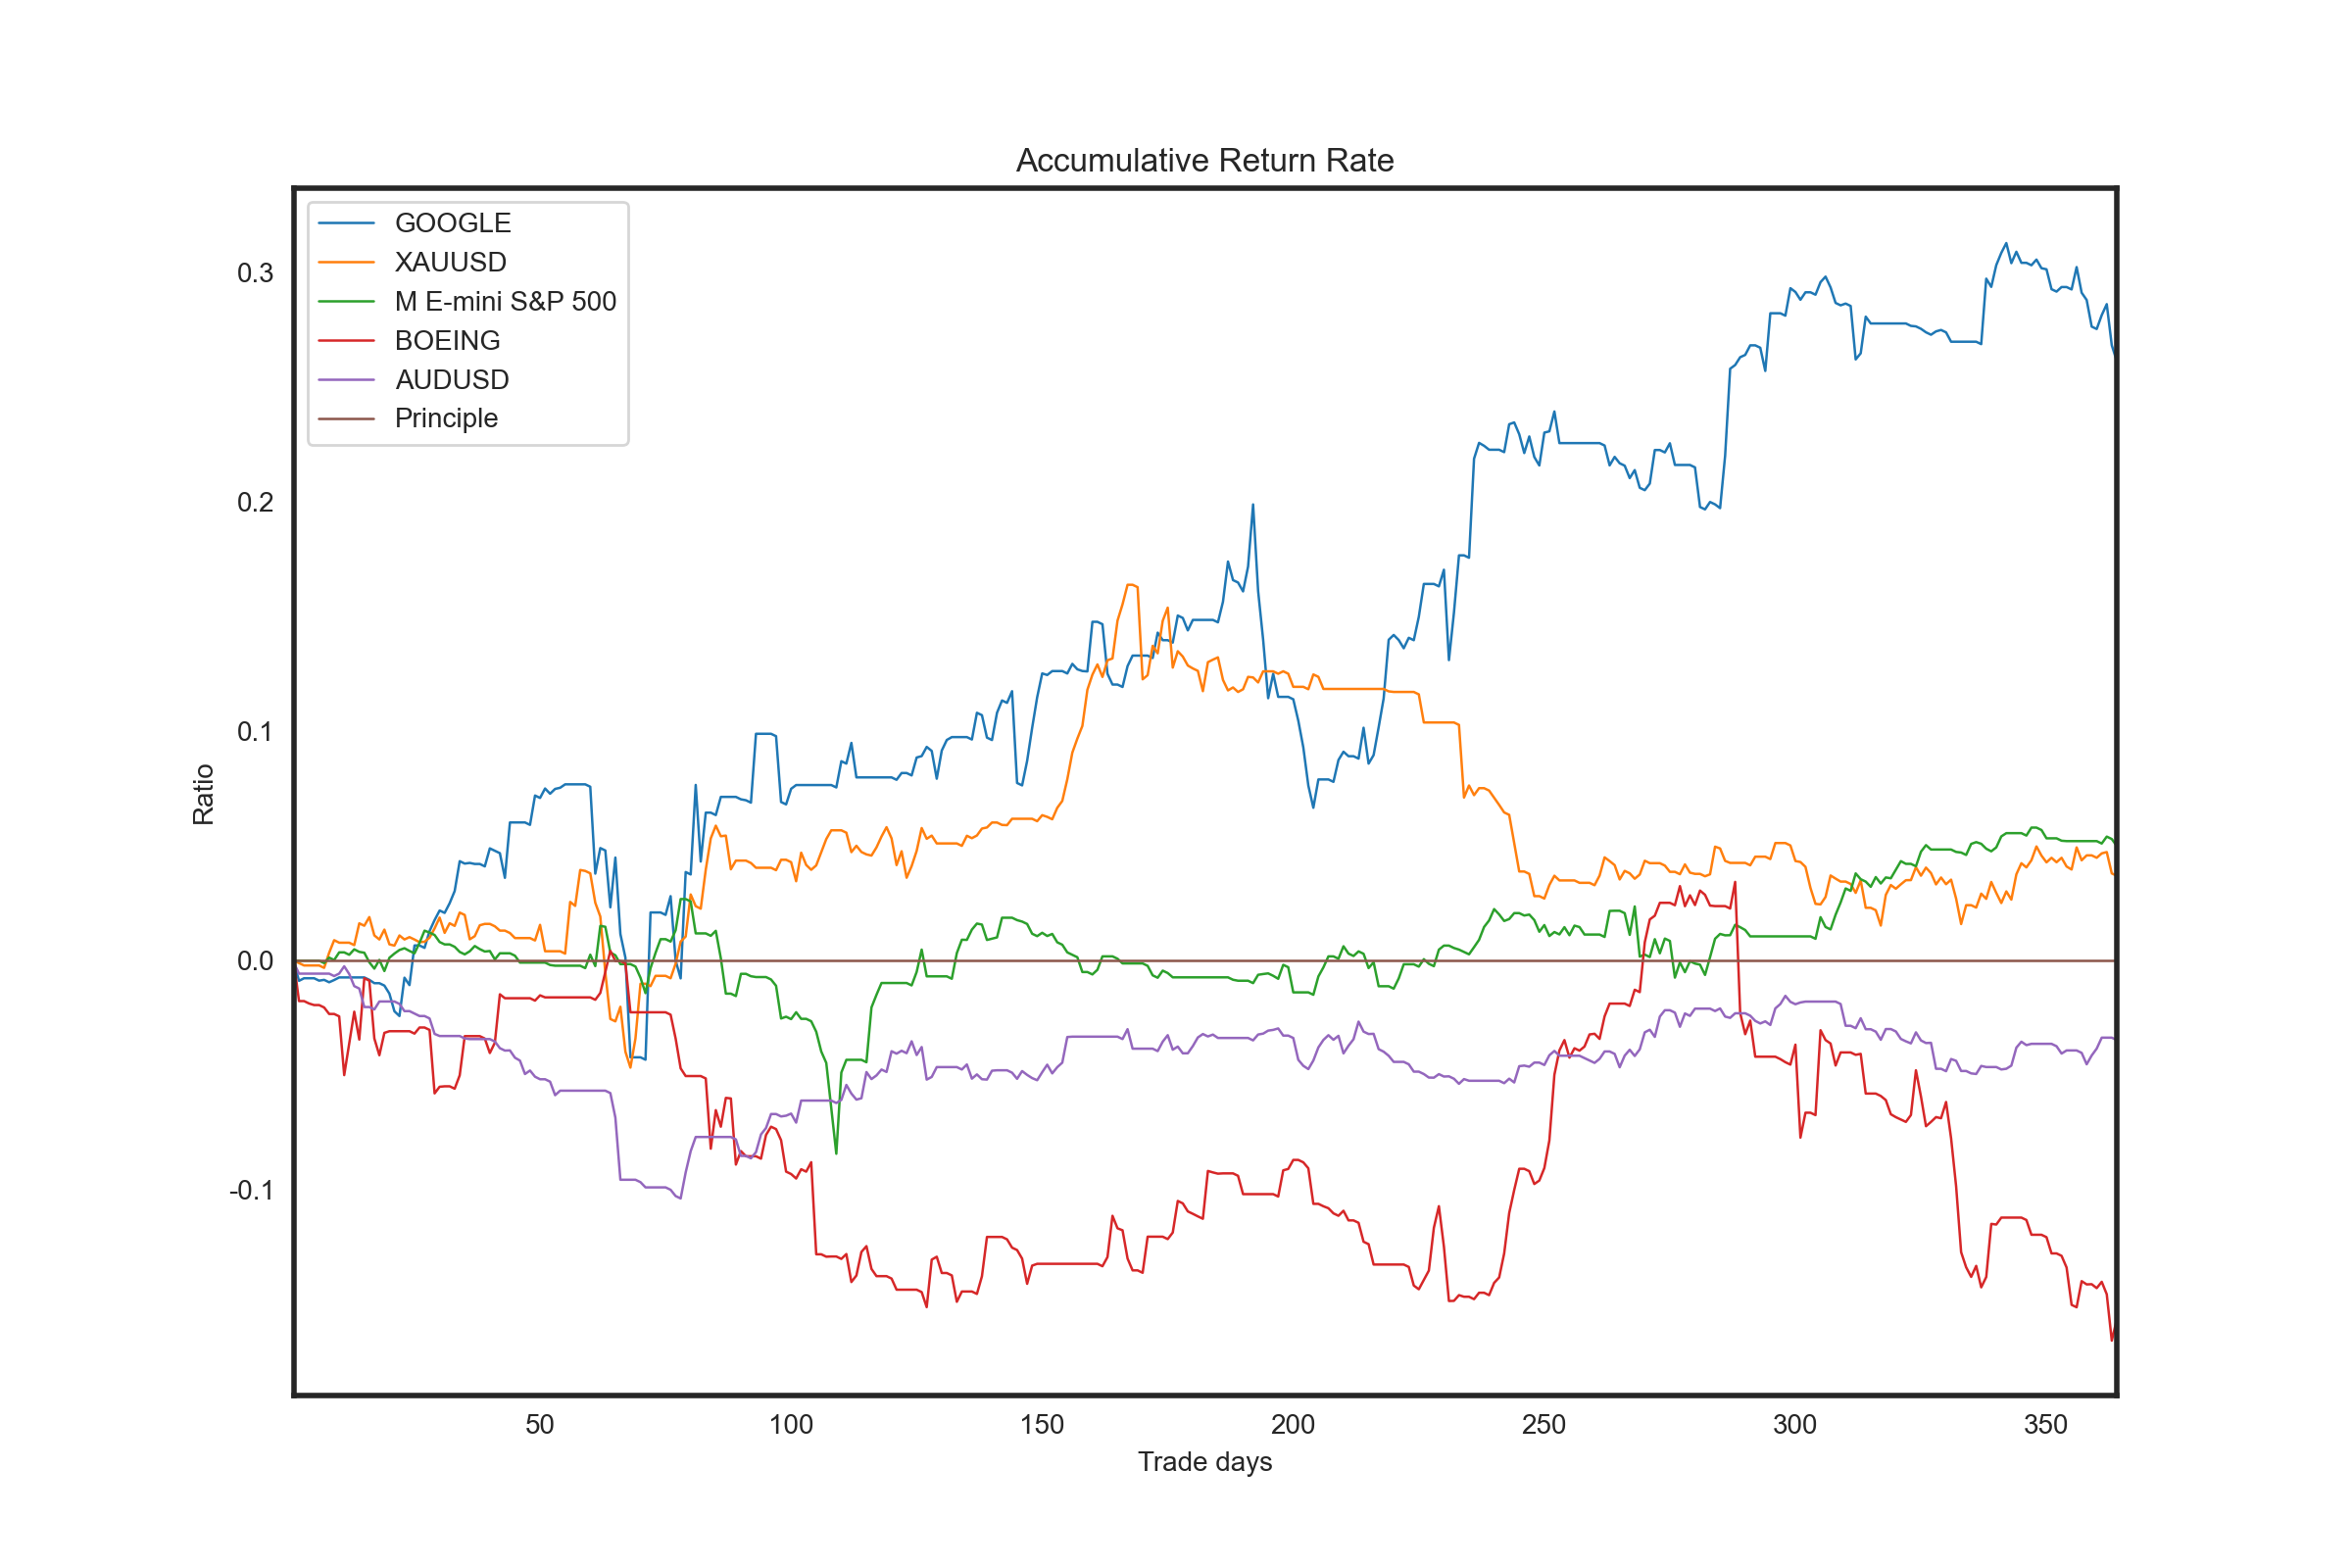 Accumulative Return Rate
GOOGLE
XAUUSD
M E-mini S&P 500
BOEING
AUDUSD
Principle
0.3
0.2
0.1
0.0
-0.1
Ratio
50 100 150 200 250 300 350
Trade days